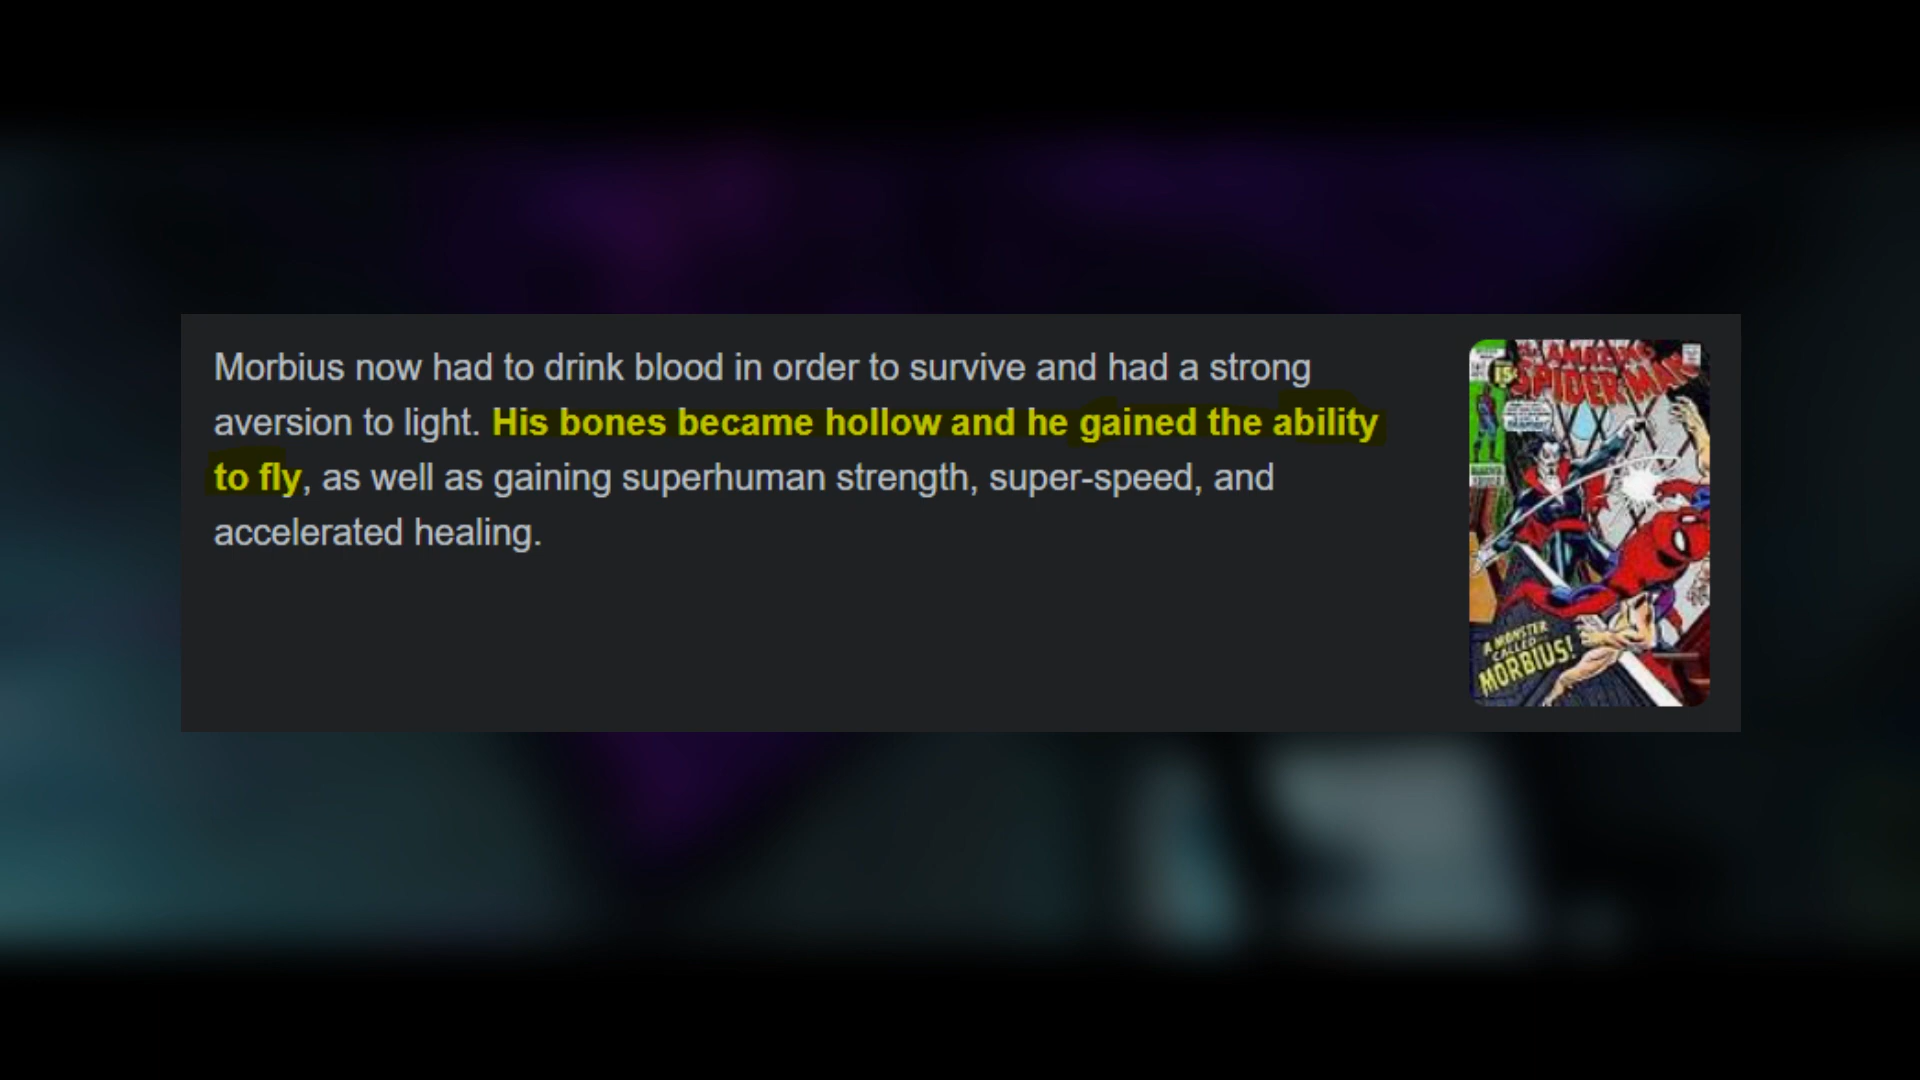 Morbius now had to drink blood in order to survive and had a strong
aversion to light. His bones became hollow and he gained the ability
to fly, as well as gaining superhuman strength, super-speed, and
accelerated healing.
THE AMAZING
SPIDER-MAN
15¢
A MONSTER
CALLED
MORBIUS!